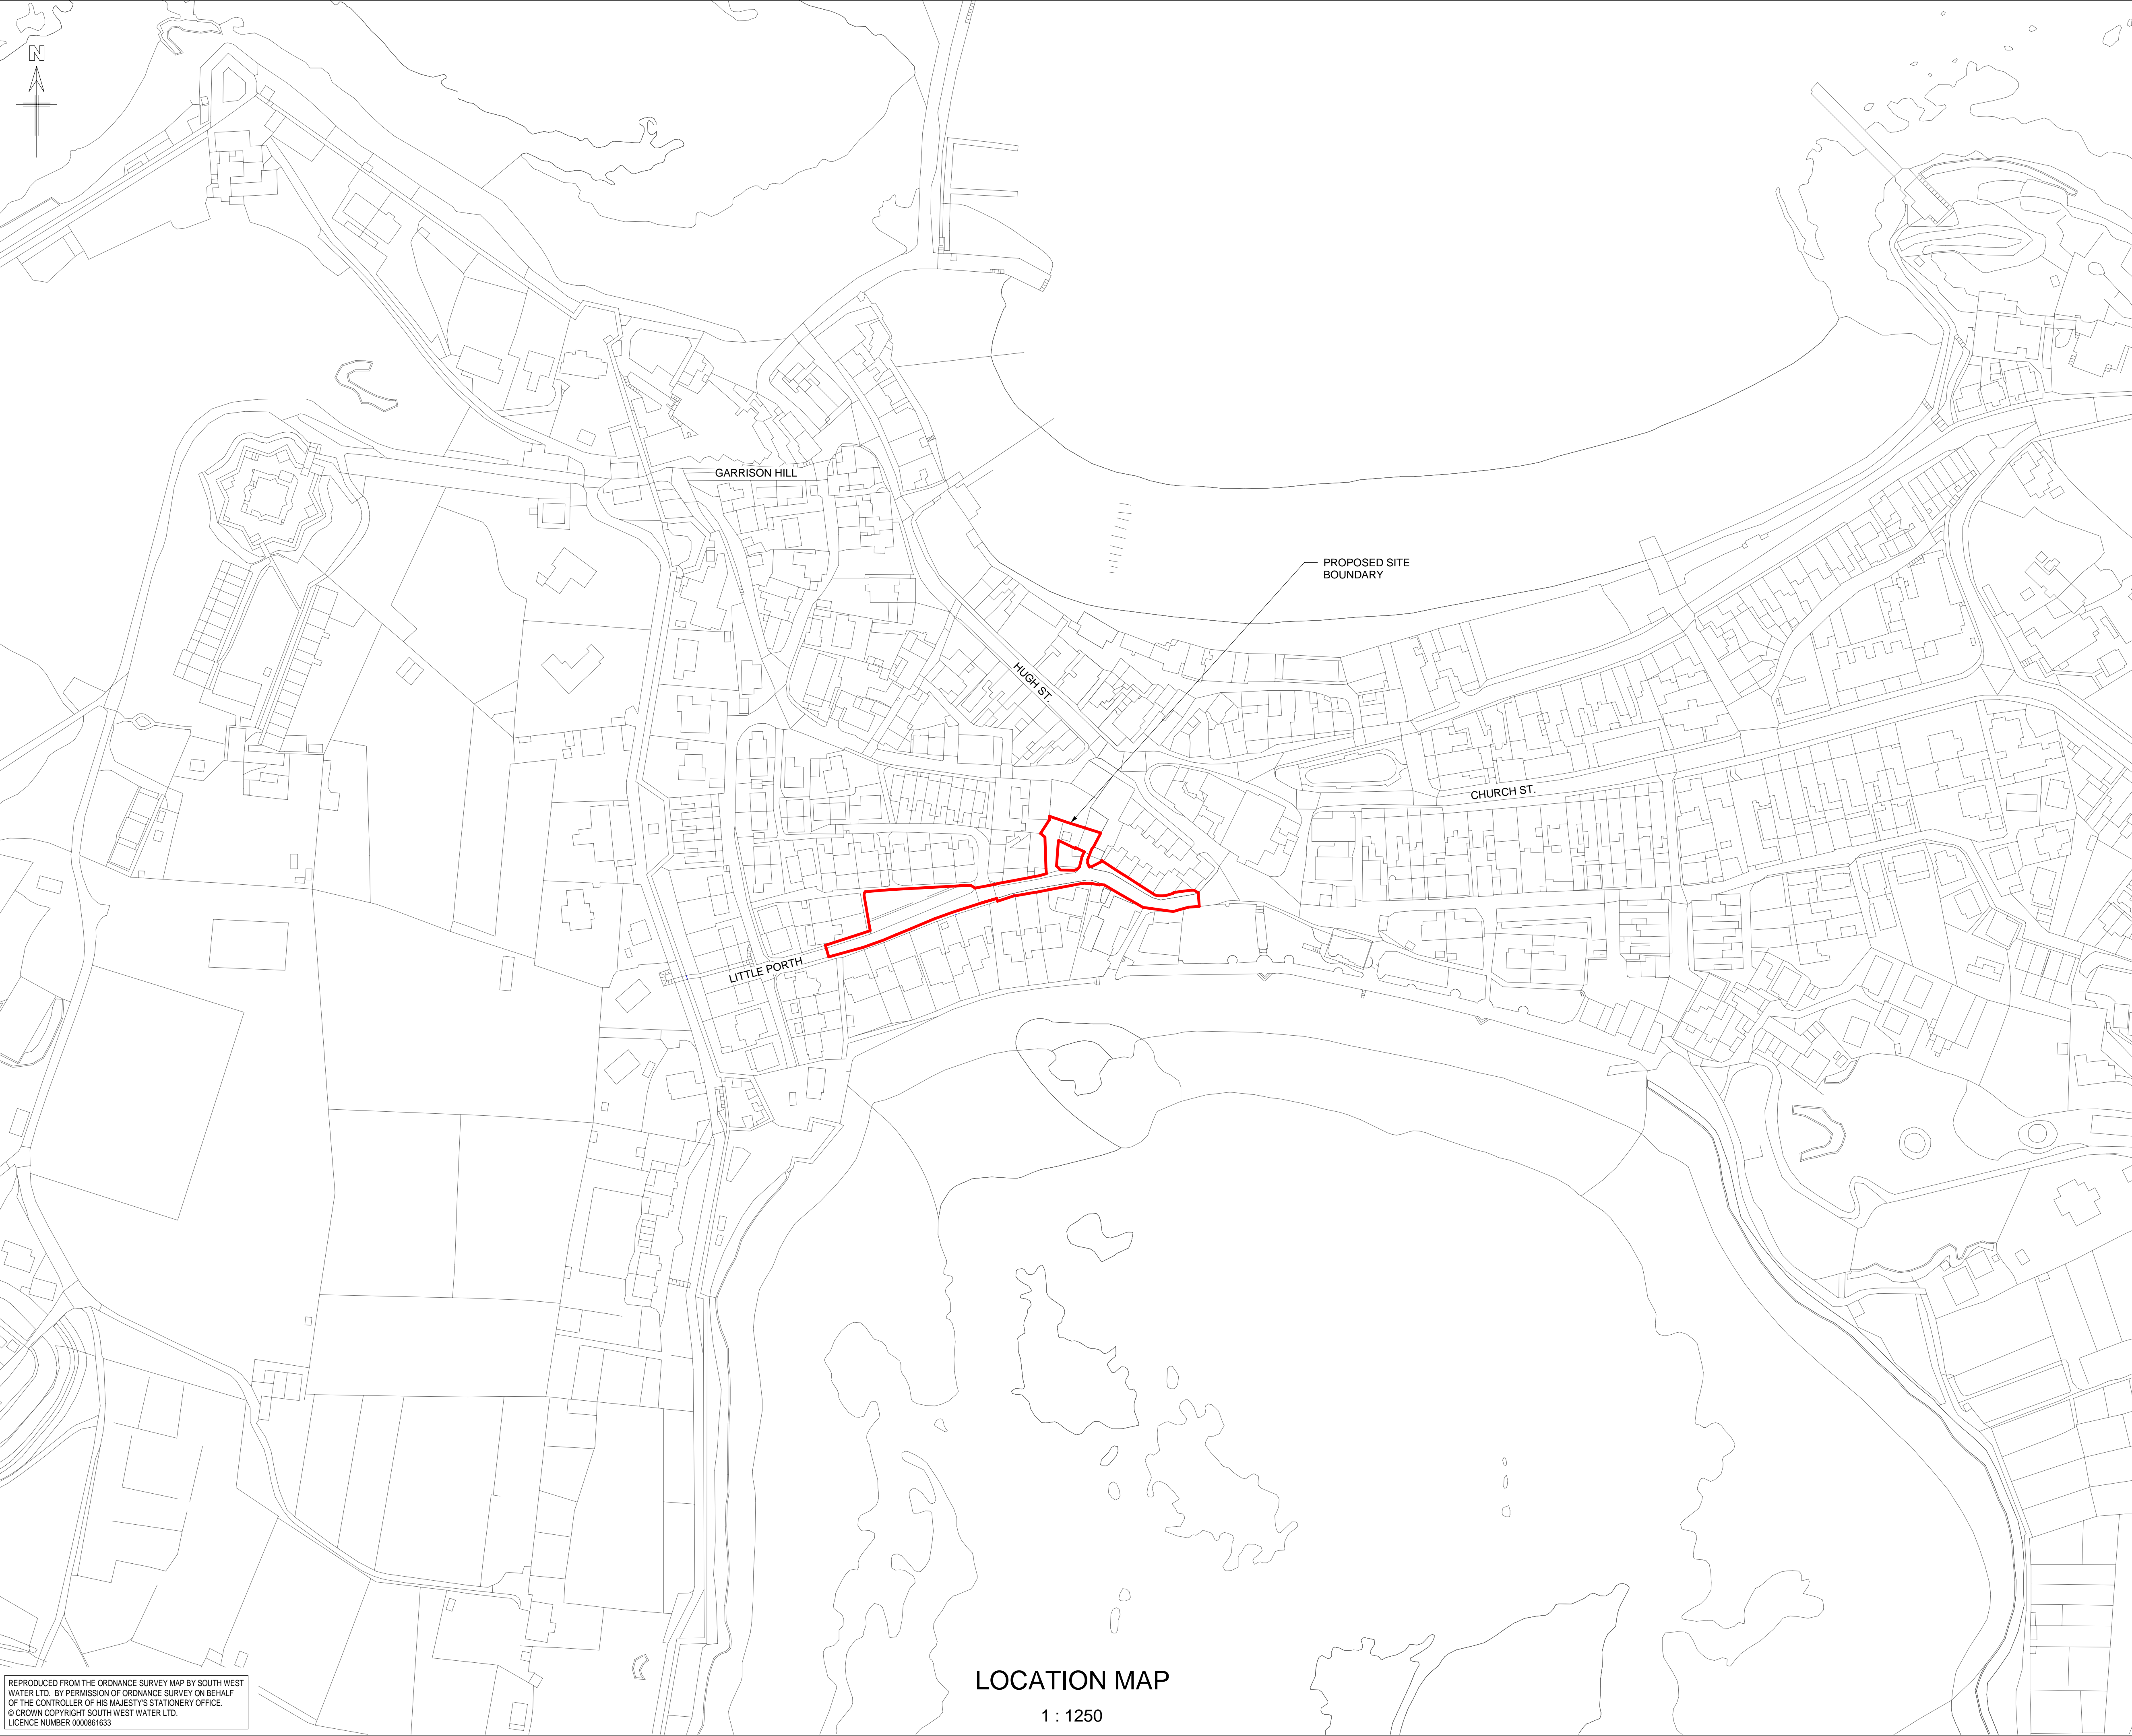 N
GARRISON HILL
PROPOSED SITE
BOUNDARY
HUGH ST.
CHURCH ST.
LITTLE PORTH
LOCATION MAP
1 : 1250
REPRODUCED FROM THE ORDNANCE SURVEY MAP BY SOUTH WEST
WATER LTD. BY PERMISSION OF ORDNANCE SURVEY ON BEHALF
OF THE CONTROLLER OF HIS MAJESTY'S STATIONERY OFFICE.
© CROWN COPYRIGHT SOUTH WEST WATER LTD.
LICENCE NUMBER 0000861633